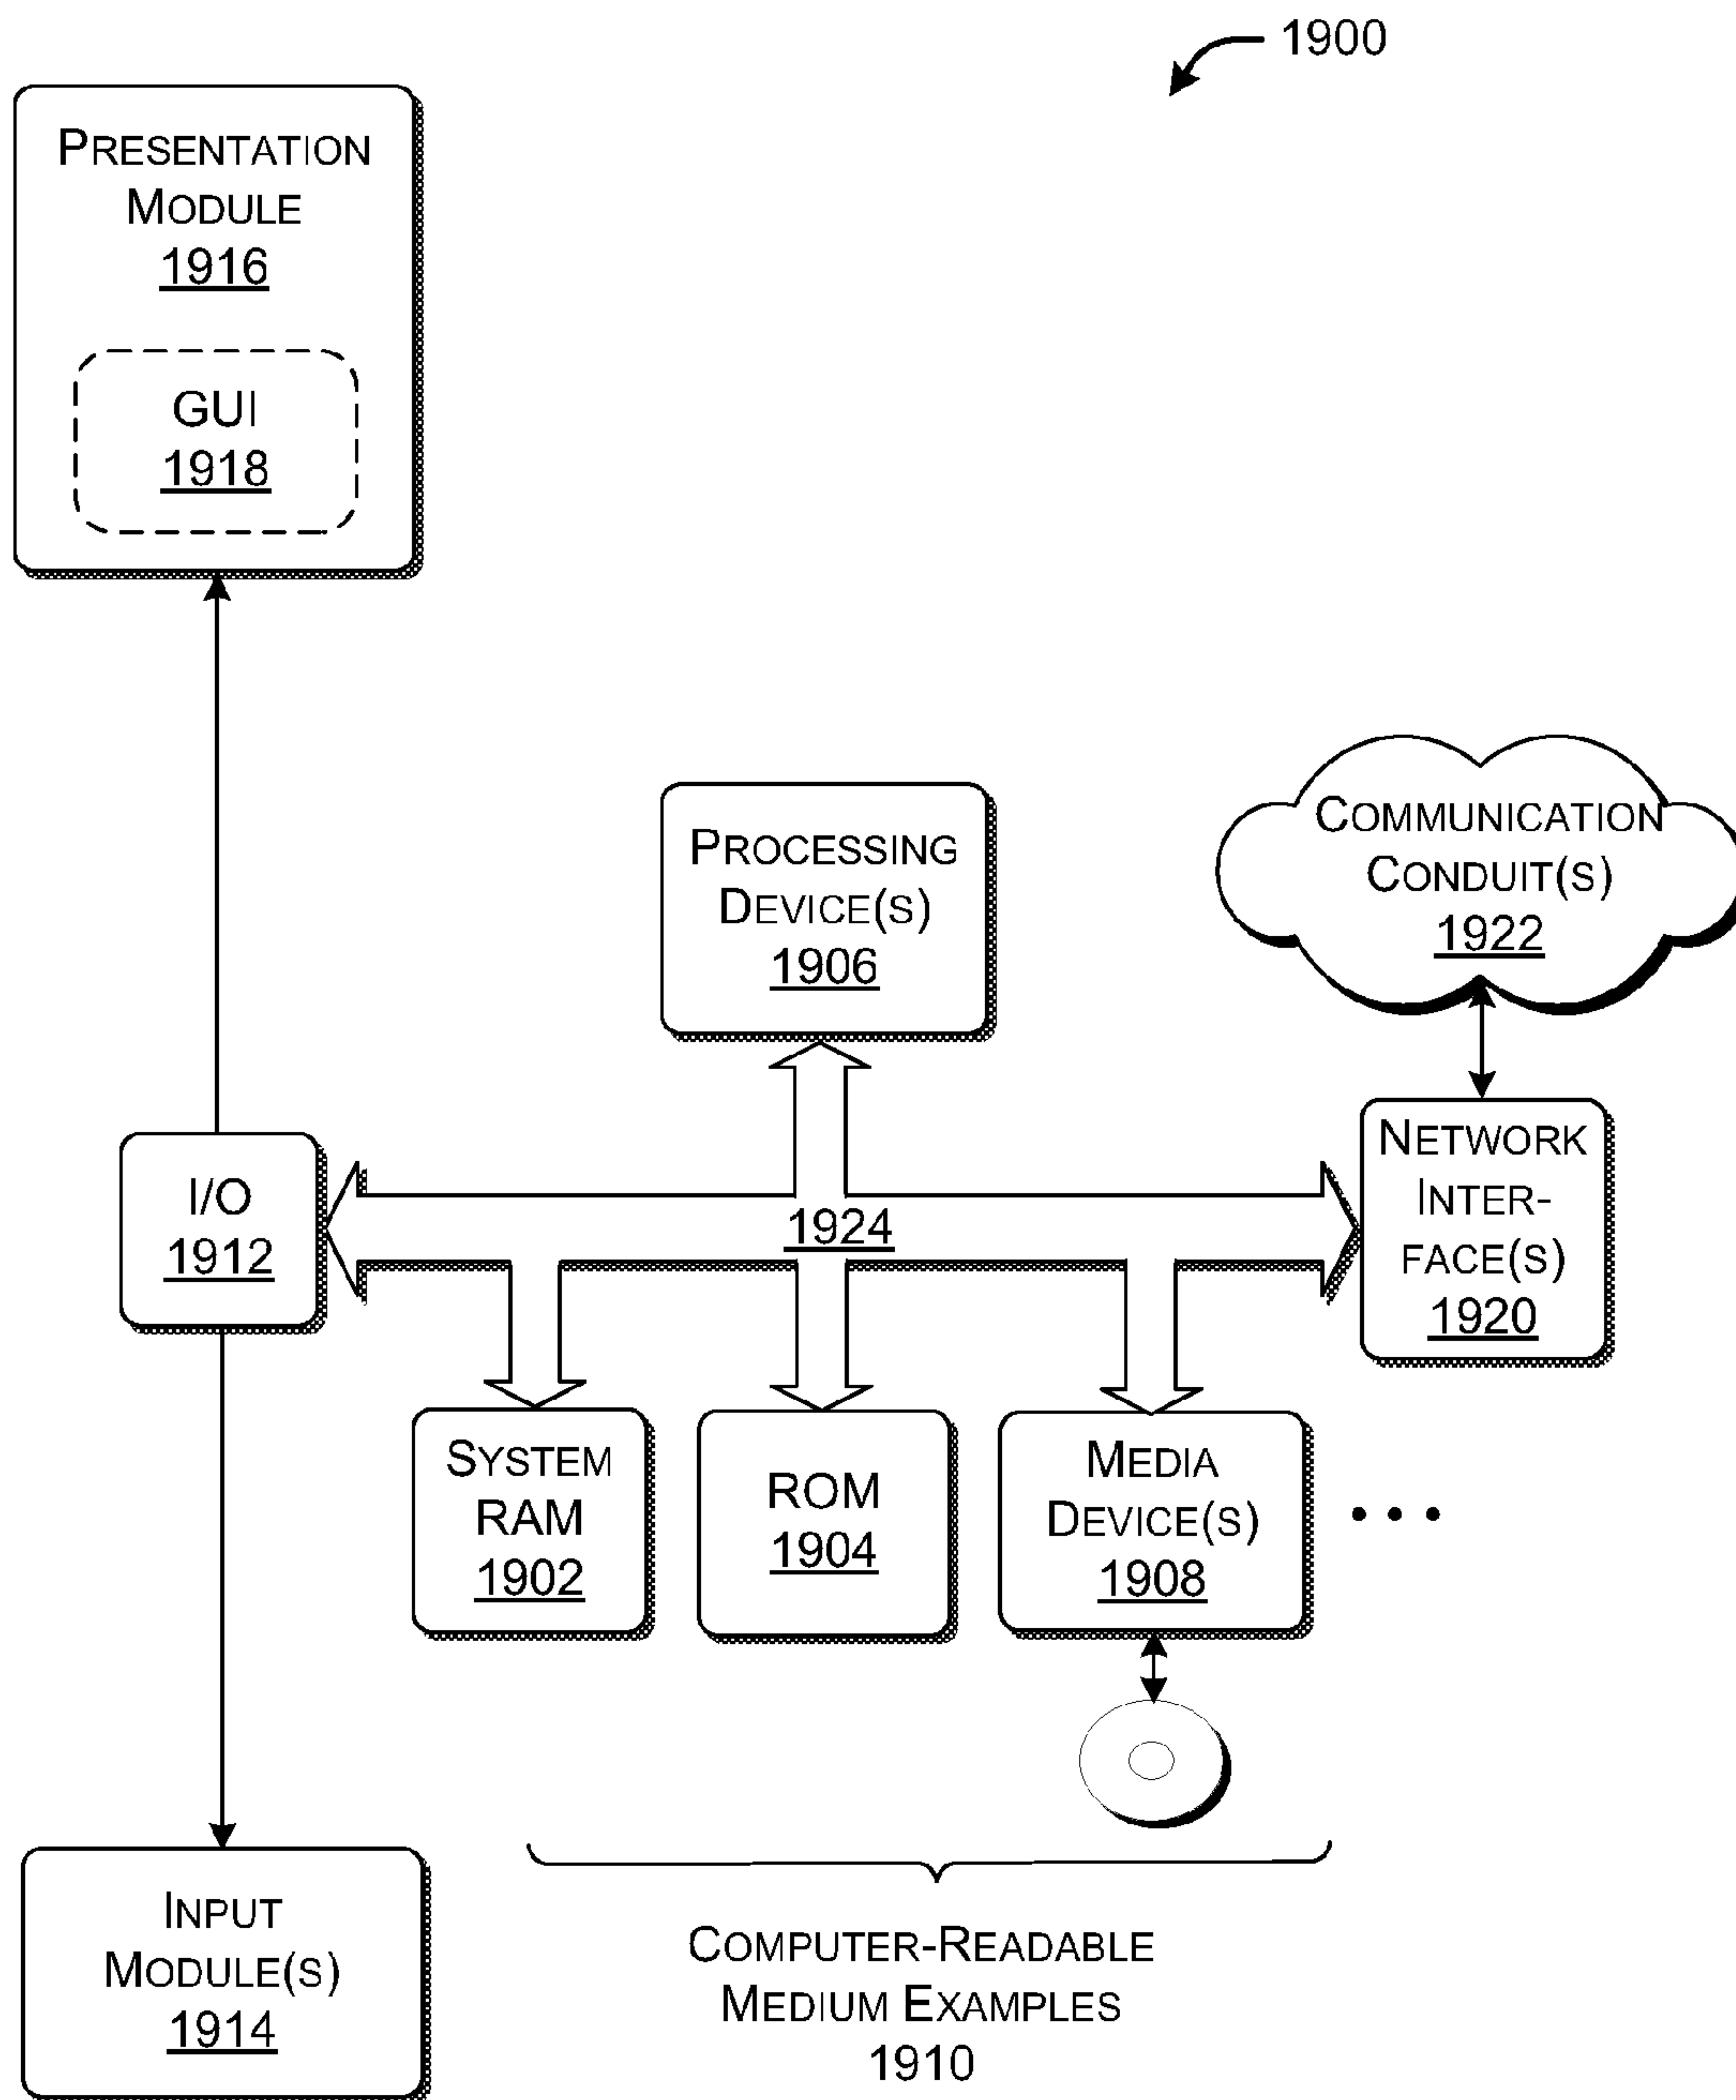 1900
PRESENTATION
MODULE
1916
GUI
1918
PROCESSING
DEVICE(S)
1906
COMMUNICATION
CONDUIT(S)
1922
I/O
1912
1924
NETWORK
INTER-
FACE(S)
1920
SYSTEM
RAM
1902
ROM
1904
MEDIA
DEVICE(S)
1908
• • •
INPUT
MODULE(S)
1914
COMPUTER-READABLE
MEDIUM EXAMPLES
1910